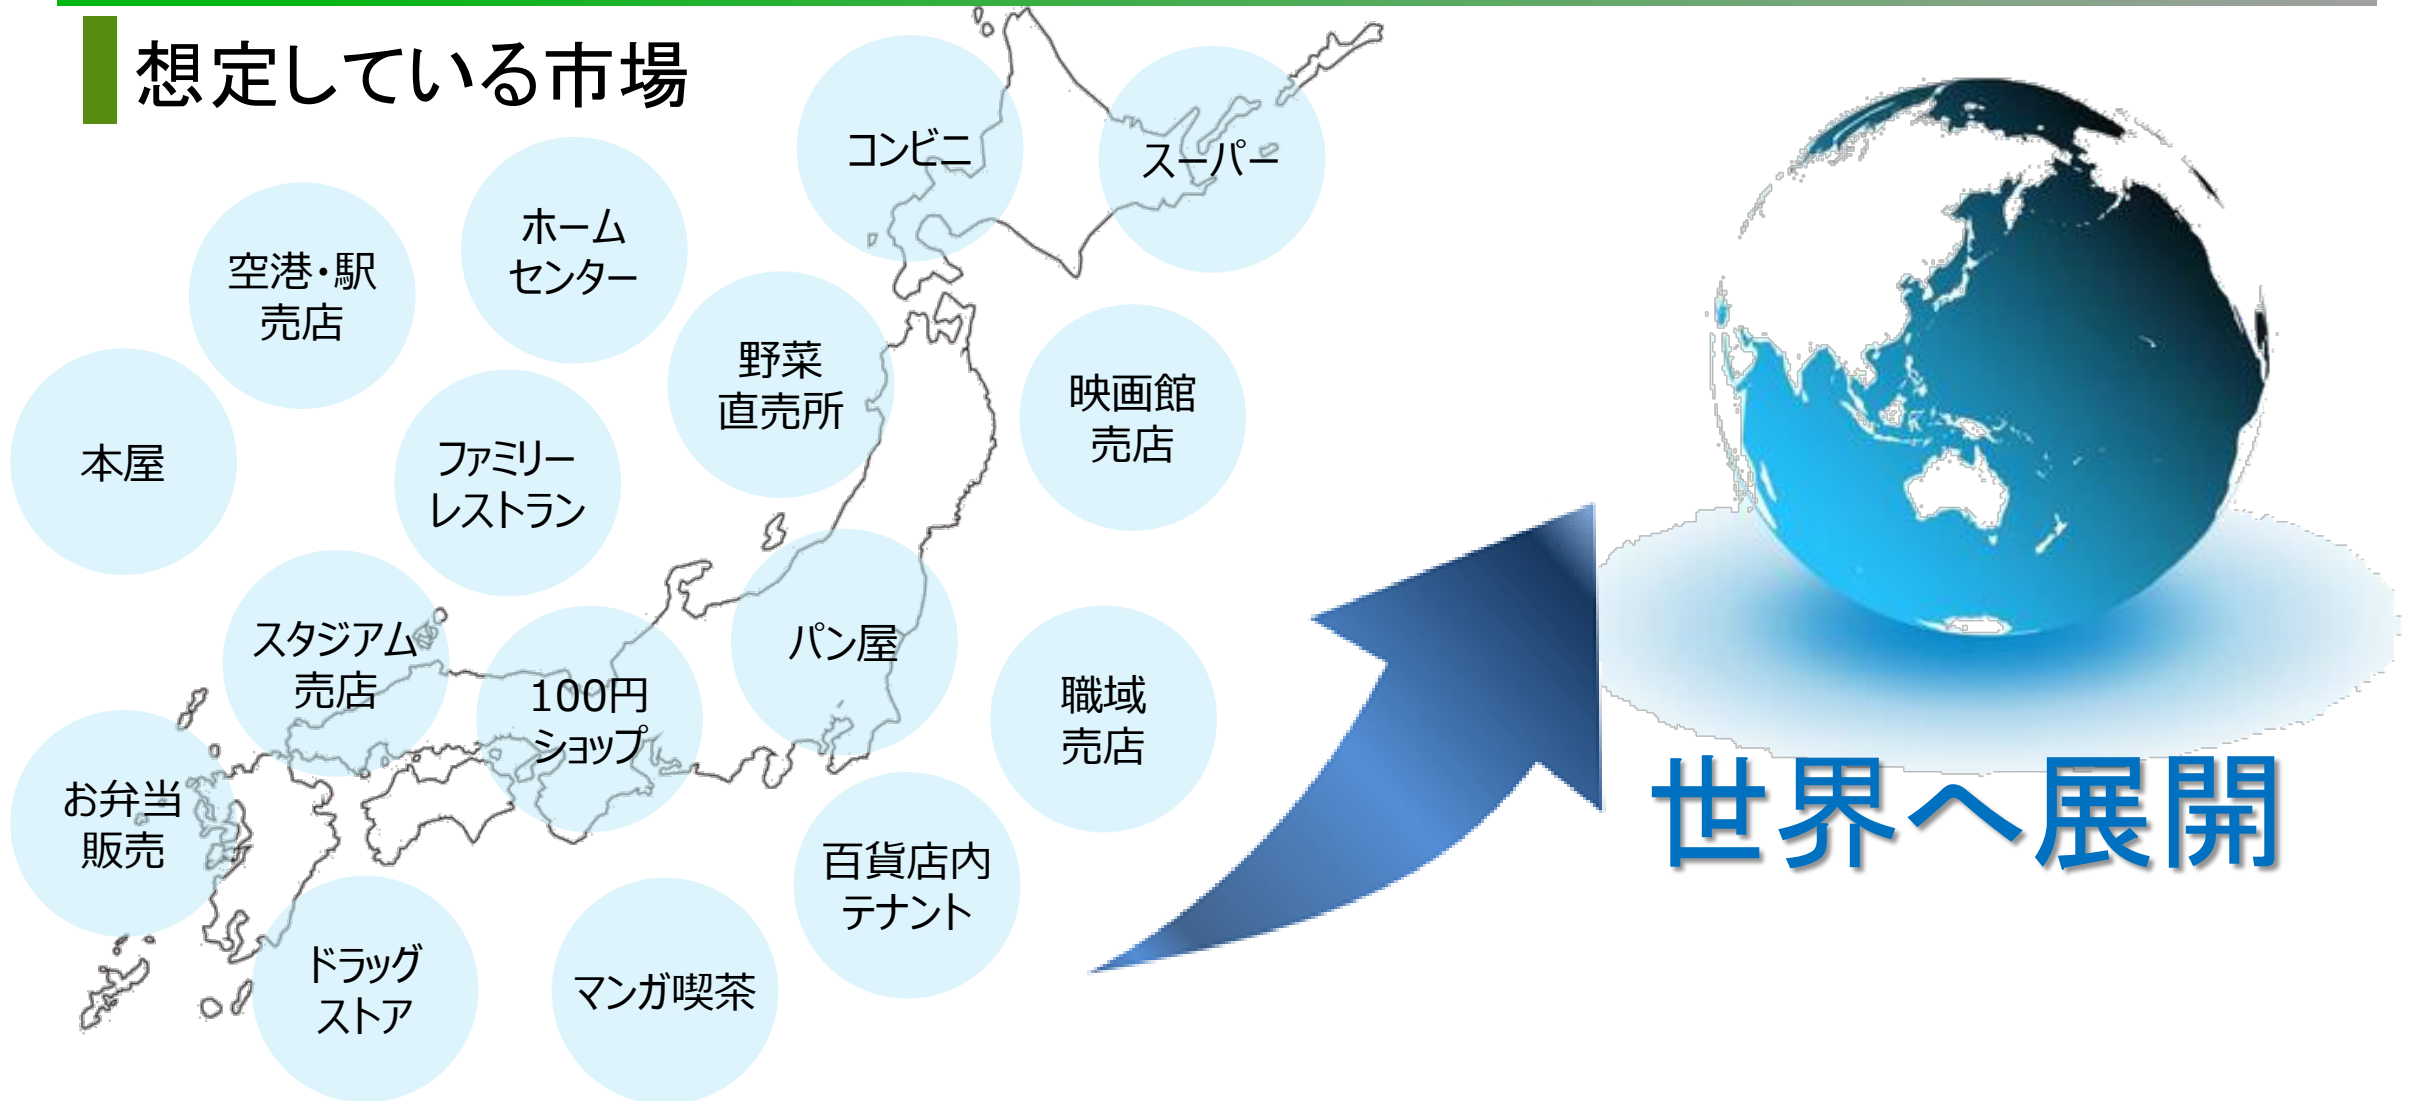 想定している市場
コンビニ
スーパー
ホーム
センター
空港・駅
売店
野菜
直売所
映画館
売店
本屋
ファミリー
レストラン
スタジアム
売店
100円
ショップ
パン屋
職域
売店
お弁当
販売
百貨店内
テナント
ドラッグ
ストア
マンガ喫茶
世界へ展開